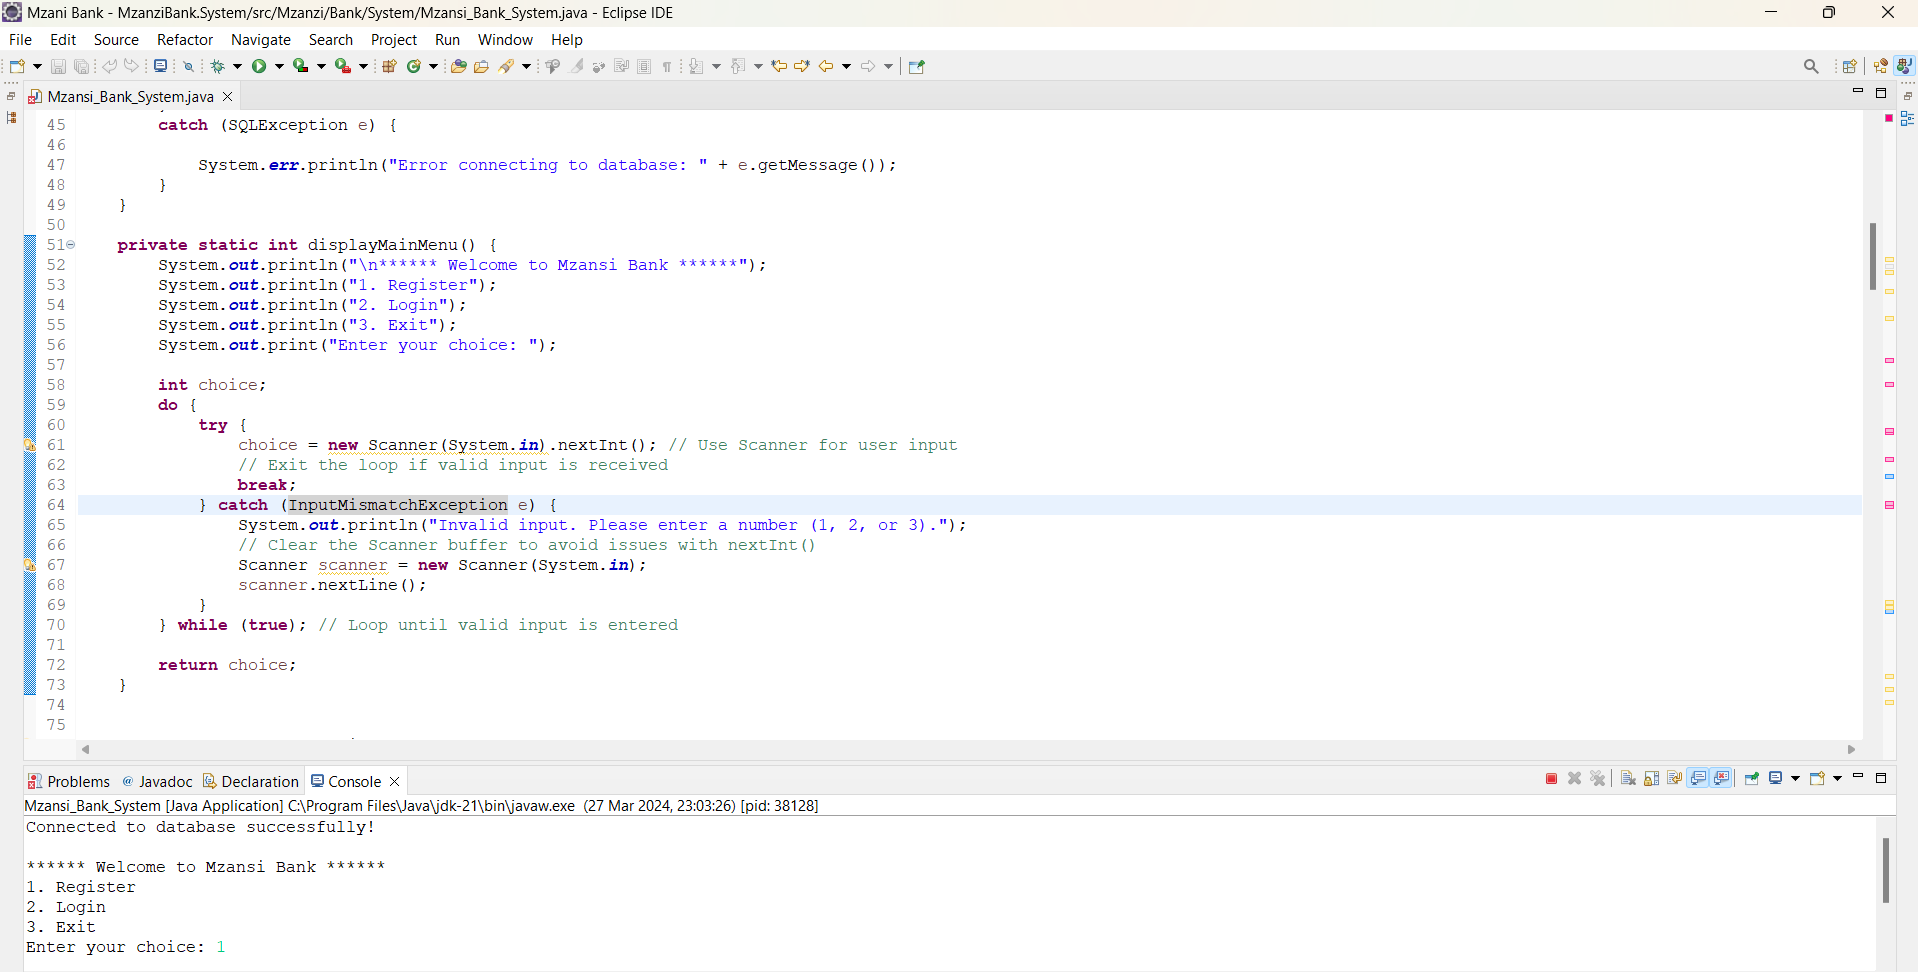 Mzani Bank - MzanziBank.System/src/Mzanzi/Bank/System/Mzansi_Bank_System.java - Eclipse IDE
File Edit Source Refactor Navigate Search Project Run Window Help
Mzansi_Bank_System.java
45 catch (SQLException e) {
46
47 System.err.println("Error connecting to database: " + e.getMessage());
48 }
49 }
50
51 private static int displayMainMenu() {
52 System.out.println("\n****** Welcome to Mzansi Bank ******");
53 System.out.println("1. Register");
54 System.out.println("2. Login");
55 System.out.println("3. Exit");
56 System.out.print("Enter your choice: ");
57
58 int choice;
59 do {
60 try {
61 choice = new Scanner(System.in).nextInt(); // Use Scanner for user input
62 // Exit the loop if valid input is received
63 break;
64 } catch (InputMismatchException e) {
65 System.out.println("Invalid input. Please enter a number (1, 2, or 3).");
66 // Clear the Scanner buffer to avoid issues with nextInt()
67 Scanner scanner = new Scanner(System.in);
68 scanner.nextLine();
69 }
70 } while (true); // Loop until valid input is entered
71
72 return choice;
73 }
74
75
Problems @ Javadoc Declaration Console
Mzansi_Bank_System [Java Application] C:\Program Files\Java\jdk-21\bin\javaw.exe (27 Mar 2024, 23:03:26) [pid: 38128]
Connected to database successfully!
****** Welcome to Mzansi Bank ******
1. Register
2. Login
3. Exit
Enter your choice: 1